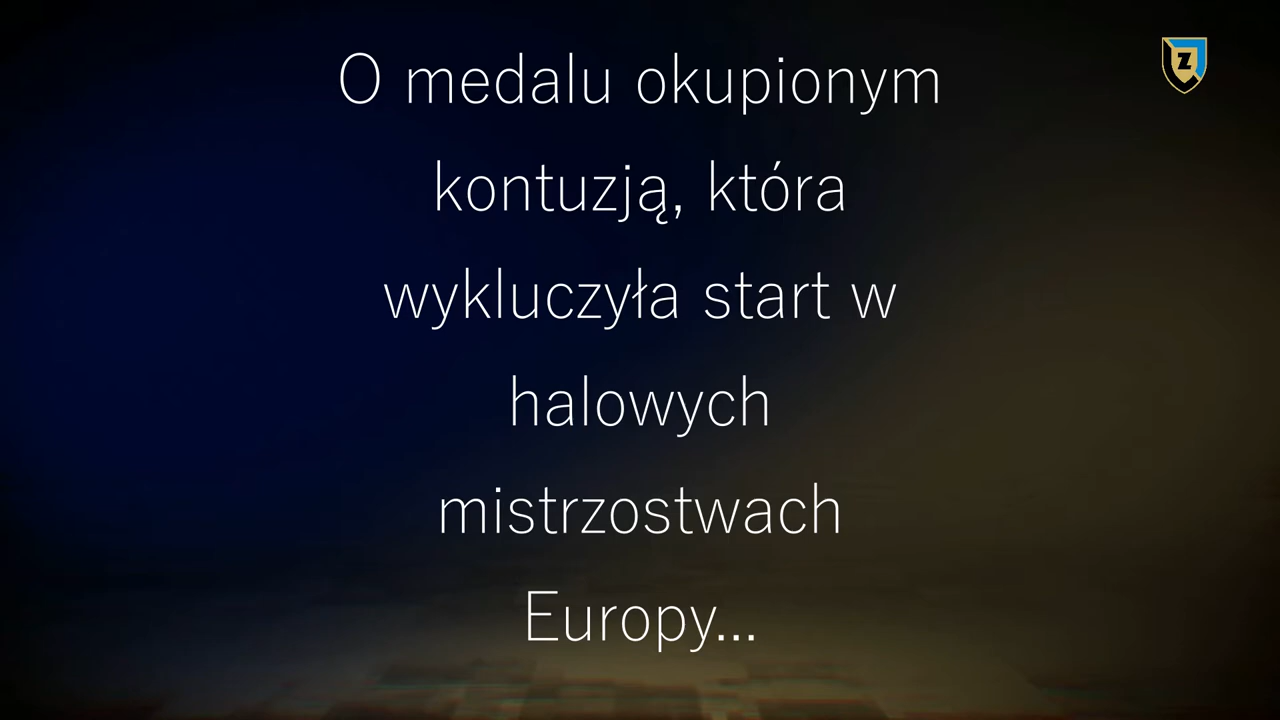 O medalu okupionym
kontuzją, która
wykluczyła start w
halowych
mistrzostwach
Europy...
Z